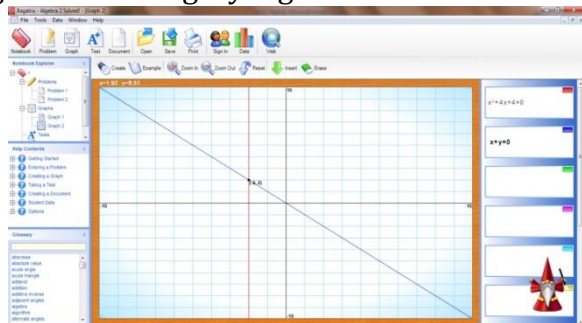 Bagatrix - Algebra 2 Solved! - [Graph 2]
File Tools Data Window Help
Notebook Problem Graph Test Document Open Save Print Sign-In Data Web
Notebook Explorer
Create Example Zoom In Zoom Out Reset Insert Erase
Problems
Problem 1
Problem 2
Graphs
Graph 1
Graph 2
Tests
Help Contents
Getting Started
Entering a Problem
Creating a Graph
Taking a Test
Creating a Document
Student Data
Options
Glossary
abscissa
absolute value
acute angle
acute triangle
addend
addition
additive inverse
adjacent angles
algebra
algorithm
alternate angles
10
-10
10
-10
x²+4x+4=0
x+y=0